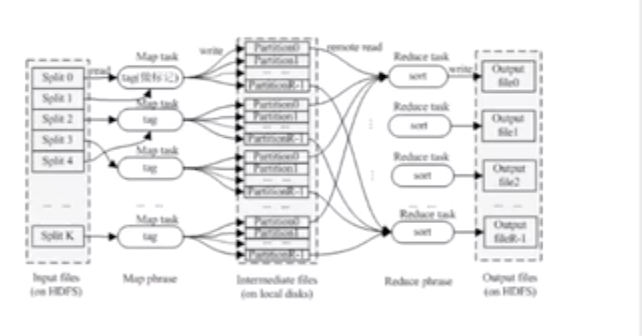 Split 0
Split 1
Split 2
Split 3
Split 4
... ...
Split K
Input files
(on HDFS)
read
Map task
tag(簇标记)
Map task
tag
Map task
tag
... ...
Map task
tag
Map phrase
write
Partition0
Partition1
... ...
PartitionR-1
Partition0
Partition1
... ...
PartitionR-1
Partition0
Partition1
... ...
PartitionR-1
... ...
Partition0
Partition1
... ...
PartitionR-1
Intermediate files
(on local disks)
remote read
Reduce task
sort
Reduce task
sort
Reduce task
sort
... ...
Reduce task
sort
Reduce phrase
write
Output
file0
Output
file1
Output
file2
... ...
Output
fileR-1
Output files
(on HDFS)